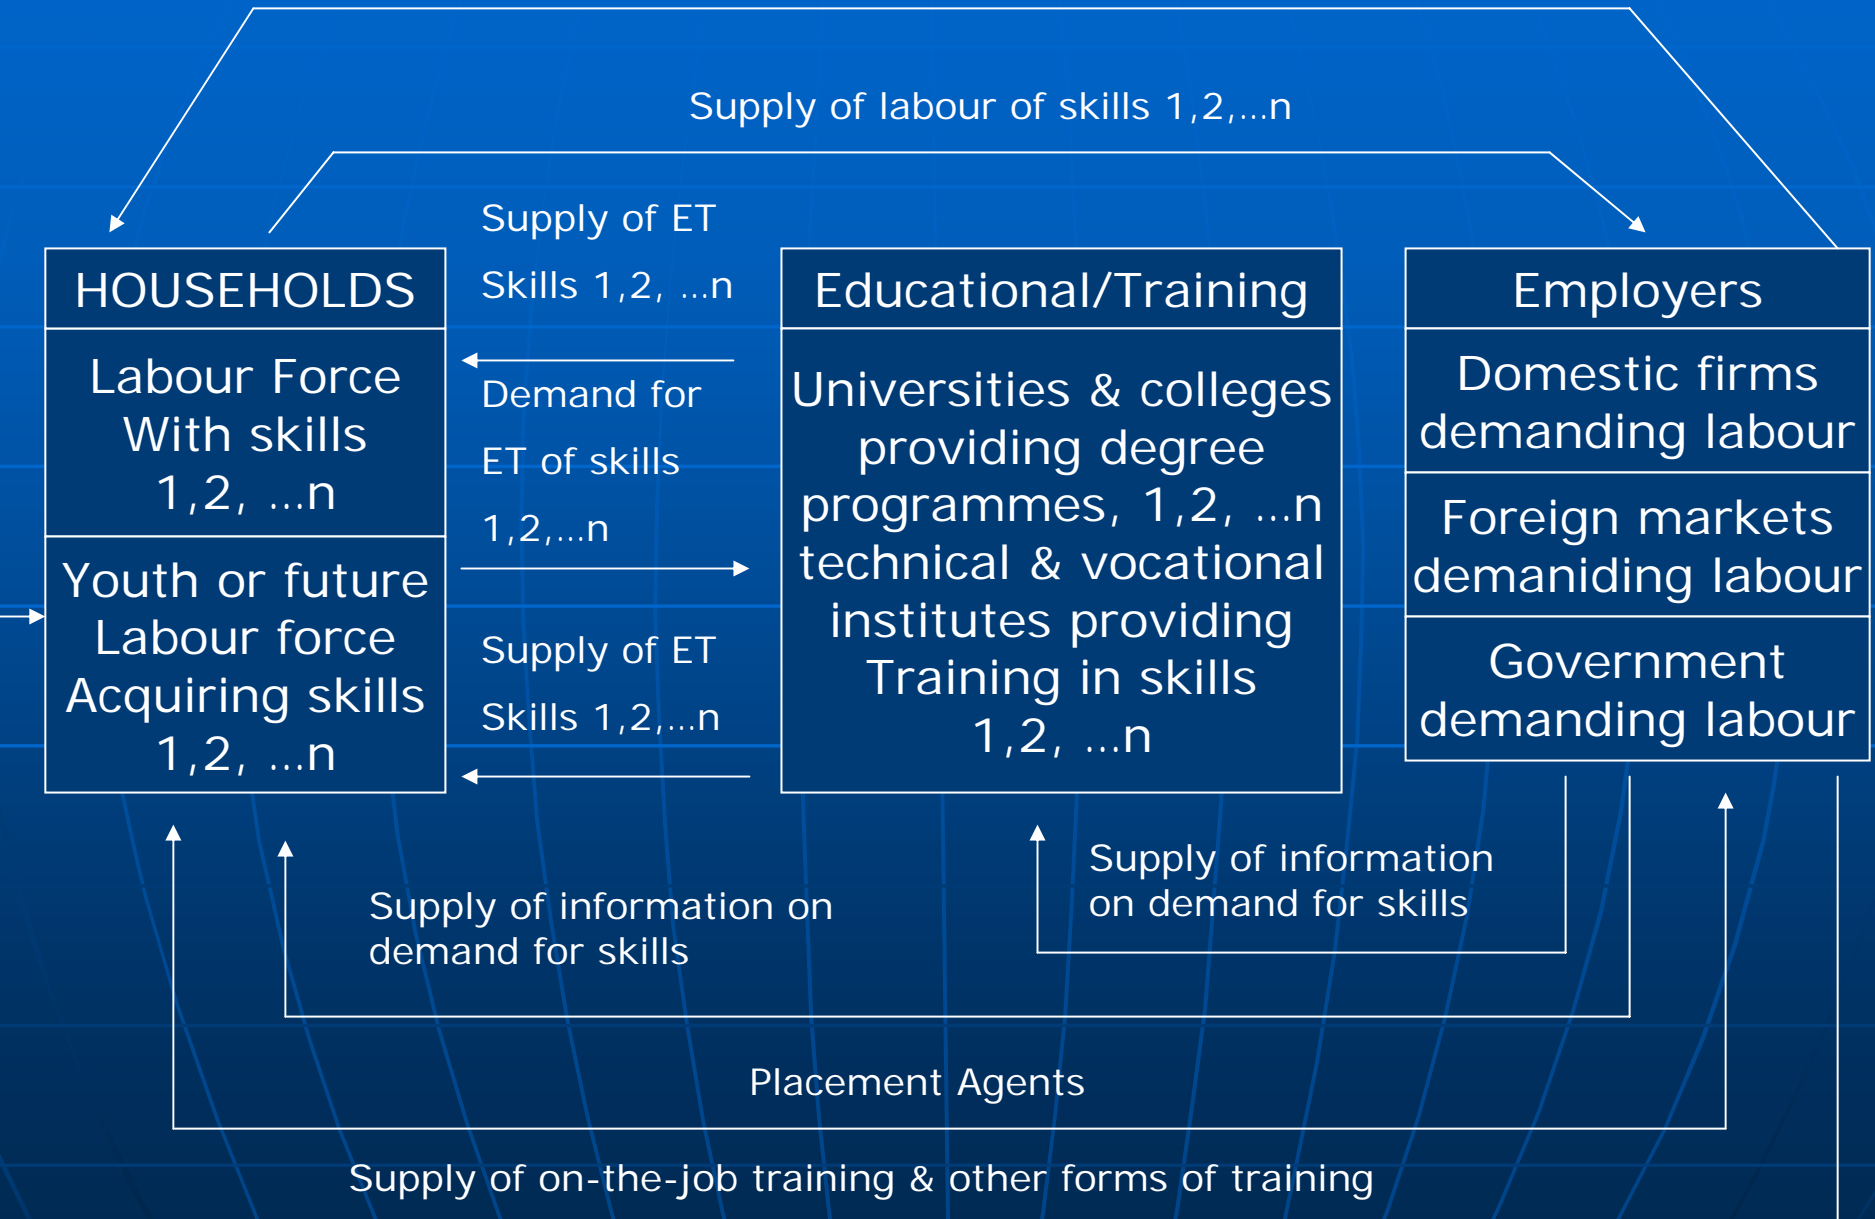 Supply of labour of skills 1,2,...n
HOUSEHOLDS
Labour Force
With skills
1,2, ...n
Youth or future
Labour force
Acquiring skills
1,2, ...n
Supply of ET
Skills 1,2, ...n
Demand for
ET of skills
1,2,...n
Supply of ET
Skills 1,2,...n
Educational/Training
Universities & colleges
providing degree
programmes, 1,2, ...n
technical & vocational
institutes providing
Training in skills
1,2, ...n
Employers
Domestic firms
demanding labour
Foreign markets
demaniding labour
Government
demanding labour
Supply of information
on demand for skills
Supply of information on
demand for skills
Placement Agents
Supply of on-the-job training & other forms of training